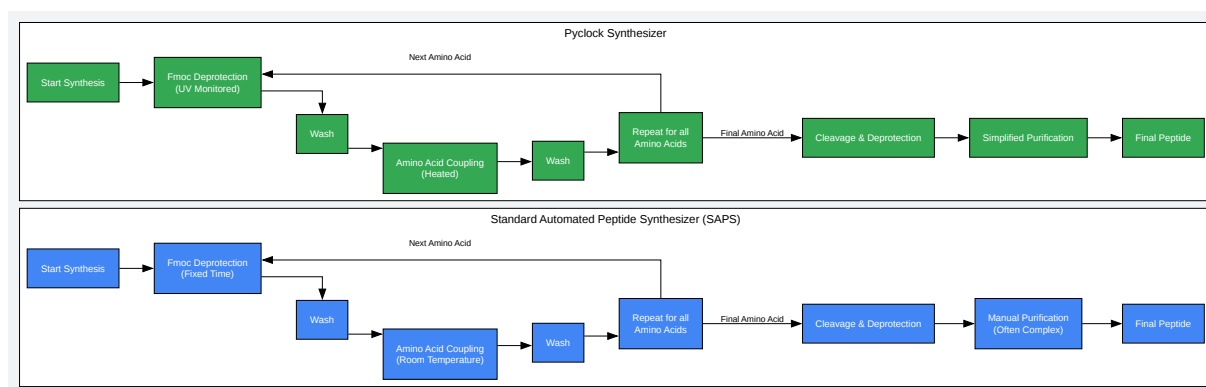 Pyclock Synthesizer
Next Amino Acid
Start Synthesis
Fmoc Deprotection
(UV Monitored)
Wash
Amino Acid Coupling
(Heated)
Wash
Repeat for all
Amino Acids
Final Amino Acid
Cleavage & Deprotection
Simplified Purification
Final Peptide
Standard Automated Peptide Synthesizer (SAPS)
Next Amino Acid
Start Synthesis
Fmoc Deprotection
(Fixed Time)
Wash
Amino Acid Coupling
(Room Temperature)
Wash
Repeat for all
Amino Acids
Final Amino Acid
Cleavage & Deprotection
Manual Purification
(Often Complex)
Final Peptide